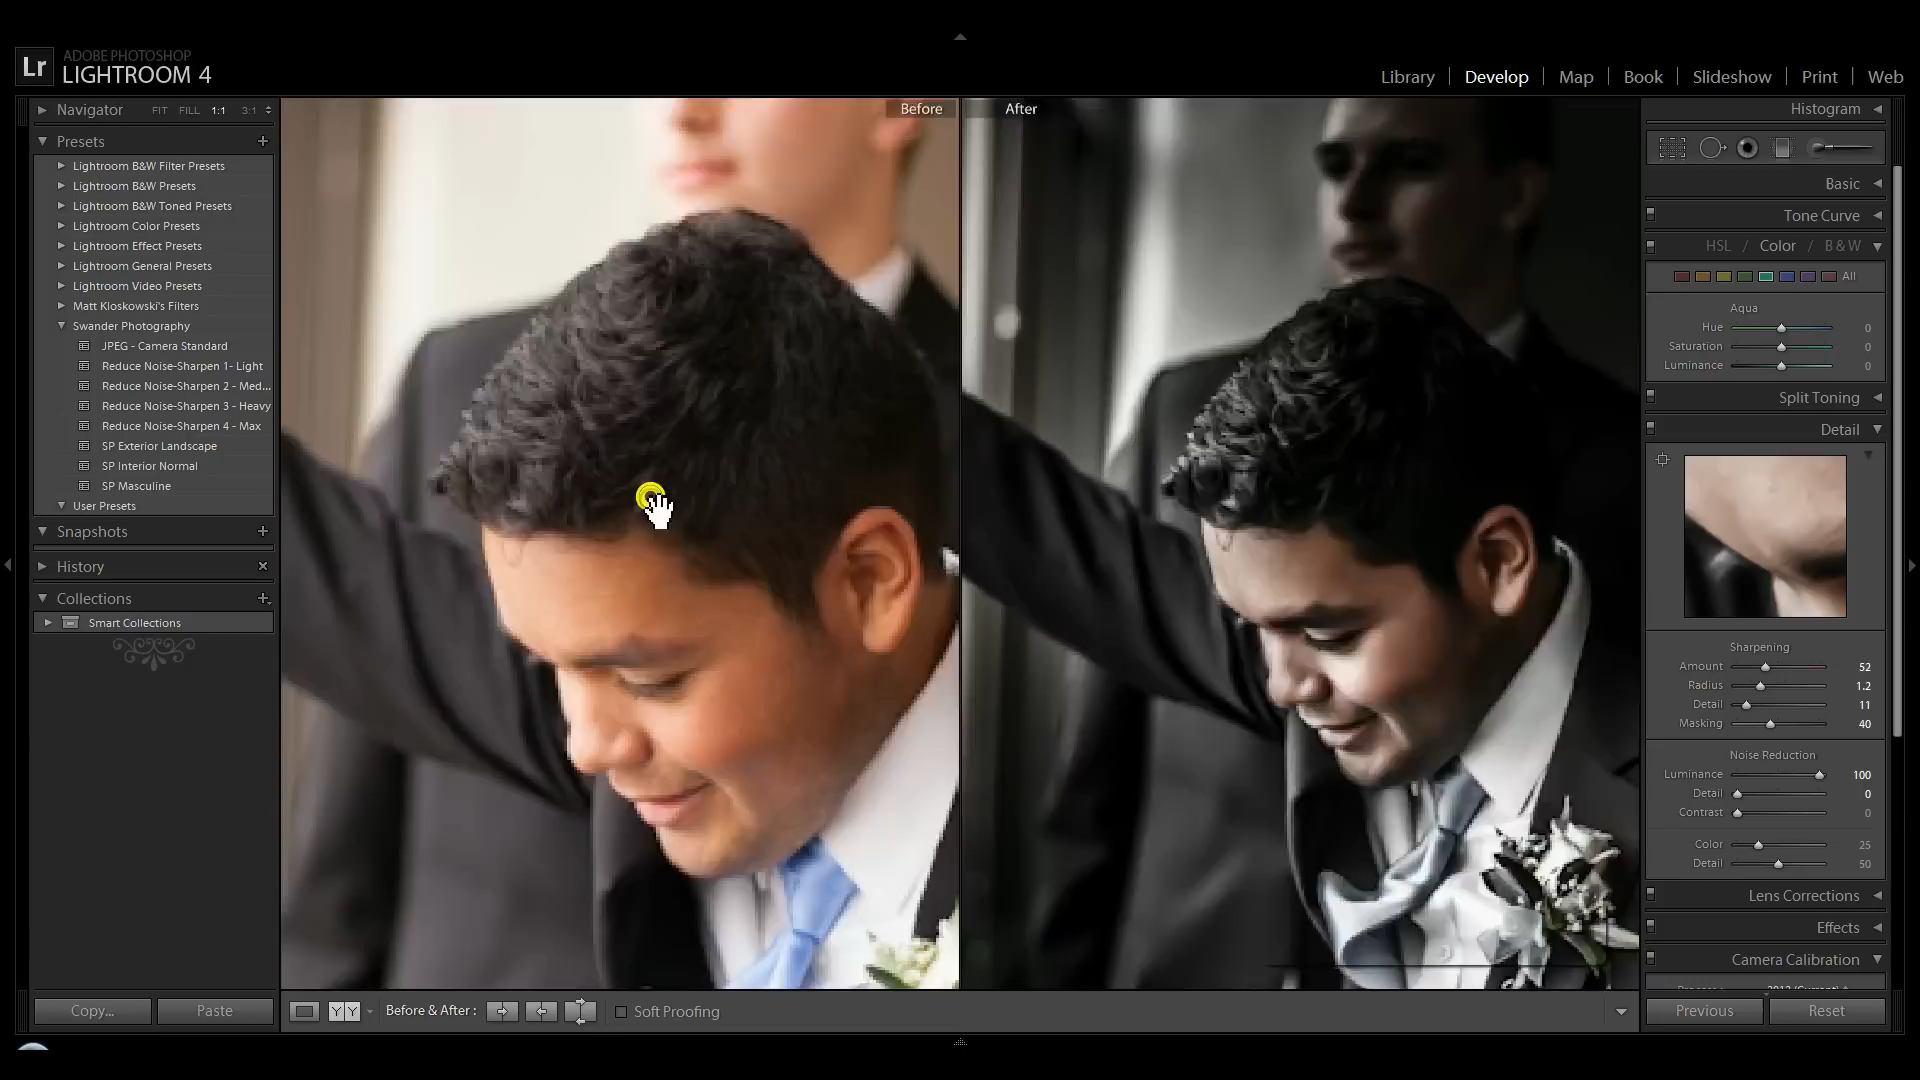 Lr
ADOBE PHOTOSHOP
LIGHTROOM 4
Library
Develop
Map
Book
Slideshow
Print
Web
Navigator FIT FILL 1:1 3:1
Presets
Lightroom B&W Filter Presets
Lightroom B&W Presets
Lightroom B&W Toned Presets
Lightroom Color Presets
Lightroom Effect Presets
Lightroom General Presets
Lightroom Video Presets
Matt Kloskowski's Filters
Swander Photography
JPEG - Camera Standard
Reduce Noise-Sharpen 1- Light
Reduce Noise-Sharpen 2 - Med...
Reduce Noise-Sharpen 3 - Heavy
Reduce Noise-Sharpen 4 - Max
SP Exterior Landscape
SP Interior Normal
SP Masculine
User Presets
Snapshots
History
Collections
Smart Collections
Copy...
Paste
Before
After
Before & After :
Soft Proofing
Histogram
Basic
Tone Curve
HSL / Color / B & W
All
Aqua
Hue 0
Saturation 0
Luminance 0
Split Toning
Detail
Sharpening
Amount 52
Radius 1.2
Detail 11
Masking 40
Noise Reduction
Luminance 100
Detail 0
Contrast 0
Color 25
Detail 50
Lens Corrections
Effects
Camera Calibration
Previous
Reset